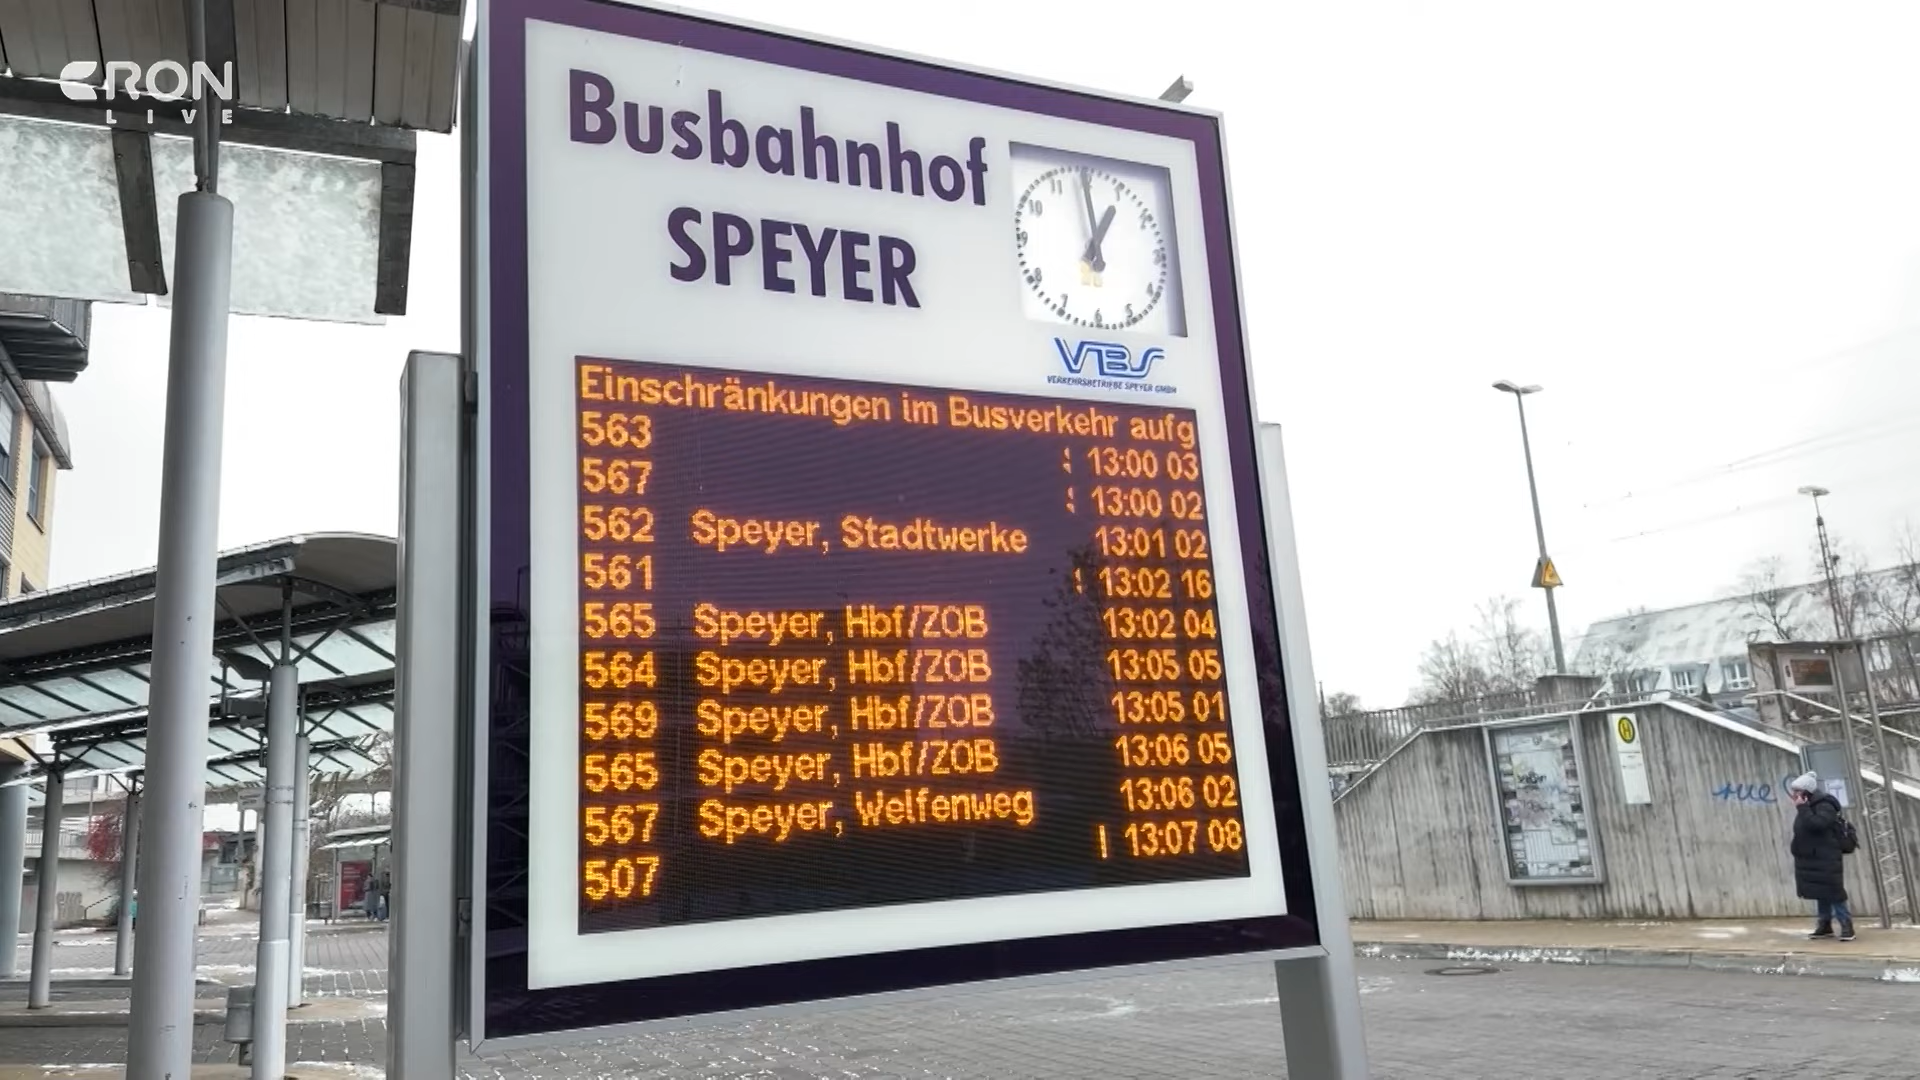 CRON
LIVE
Busbahnhof
SPEYER
VBS
VERKEHRSBETRIEBE SPEYER GMBH
Einschränkungen im Busverkehr aufg
563 13:00 03
567 13:00 02
562 Speyer, Stadtwerke 13:01 02
561 13:02 16
565 Speyer, Hbf/ZOB 13:02 04
564 Speyer, Hbf/ZOB 13:05 05
569 Speyer, Hbf/ZOB 13:05 01
565 Speyer, Hbf/ZOB 13:06 05
567 Speyer, Welfenweg 13:06 02
507 13:07 08
H